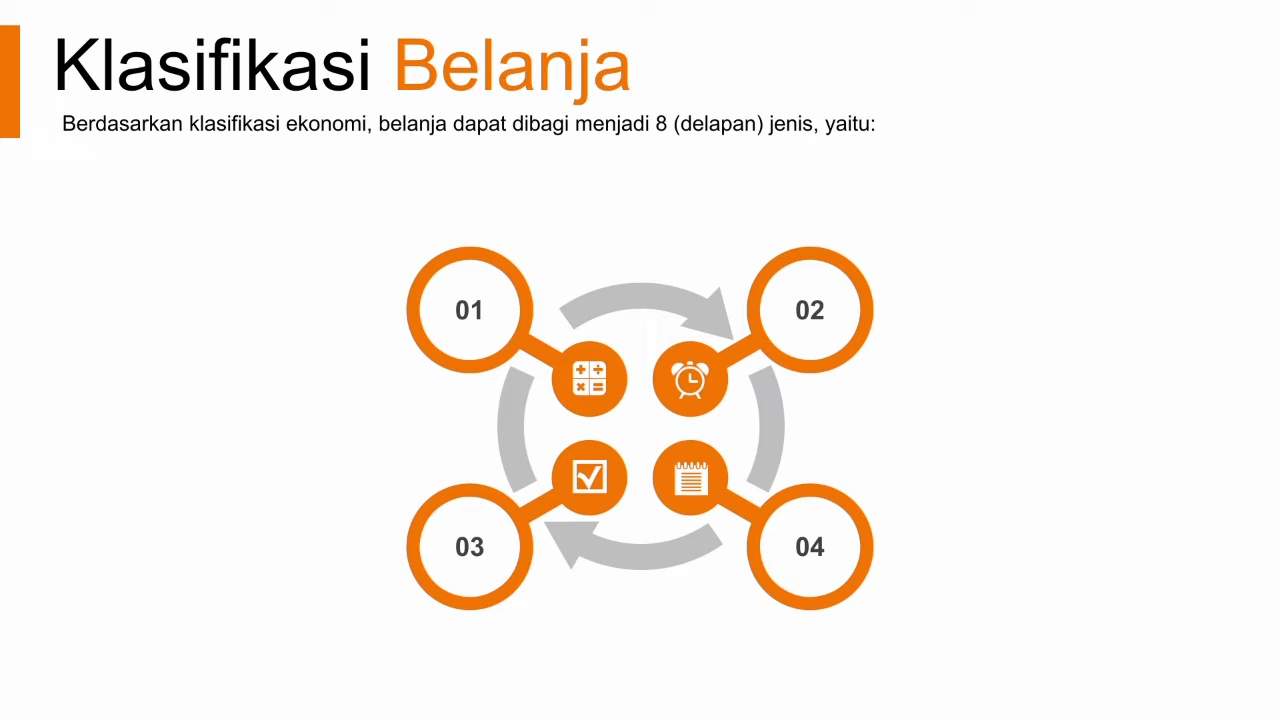 Klasifikasi Belanja
Berdasarkan klasifikasi ekonomi, belanja dapat dibagi menjadi 8 (delapan) jenis, yaitu:
01
02
03
04